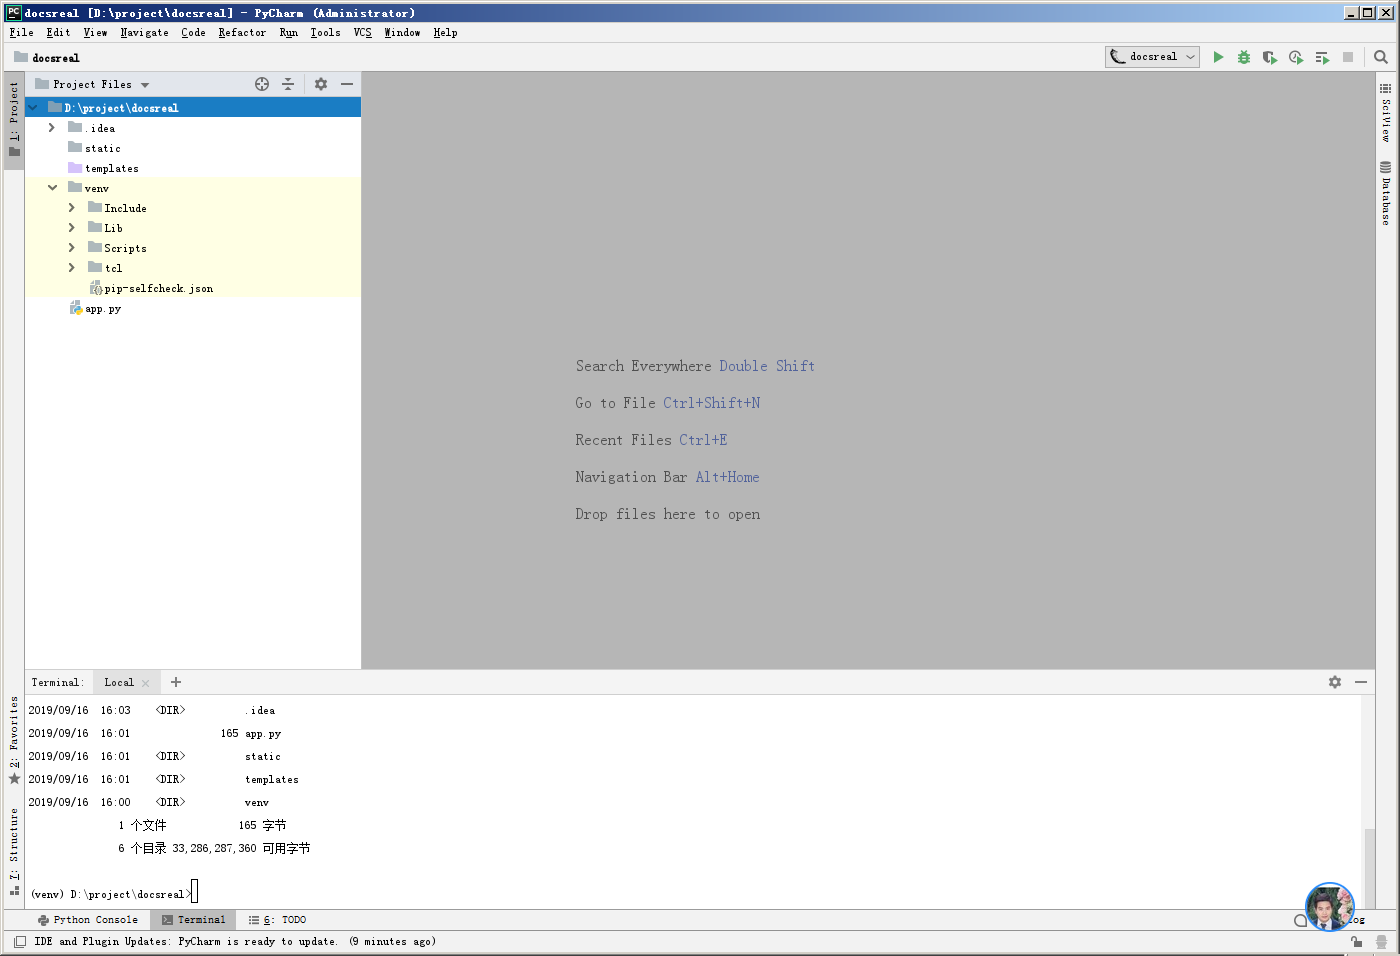 PC docsreal [D:\project\docsreal] - PyCharm (Administrator)
File Edit View Navigate Code Refactor Run Tools VCS Window Help
docsreal
docsreal
1: Project
Project Files
D:\project\docsreal
.idea
static
templates
venv
Include
Lib
Scripts
tcl
pip-selfcheck.json
app.py
Search Everywhere Double Shift
Go to File Ctrl+Shift+N
Recent Files Ctrl+E
Navigation Bar Alt+Home
Drop files here to open
SciView
Database
2: Favorites
7: Structure
Terminal: Local
2019/09/16 16:03 <DIR> .idea
2019/09/16 16:01 165 app.py
2019/09/16 16:01 <DIR> static
2019/09/16 16:01 <DIR> templates
2019/09/16 16:00 <DIR> venv
1 个文件 165 字节
6 个目录 33,286,287,360 可用字节
(venv) D:\project\docsreal>
Python Console Terminal 6: TODO
IDE and Plugin Updates: PyCharm is ready to update. (9 minutes ago)